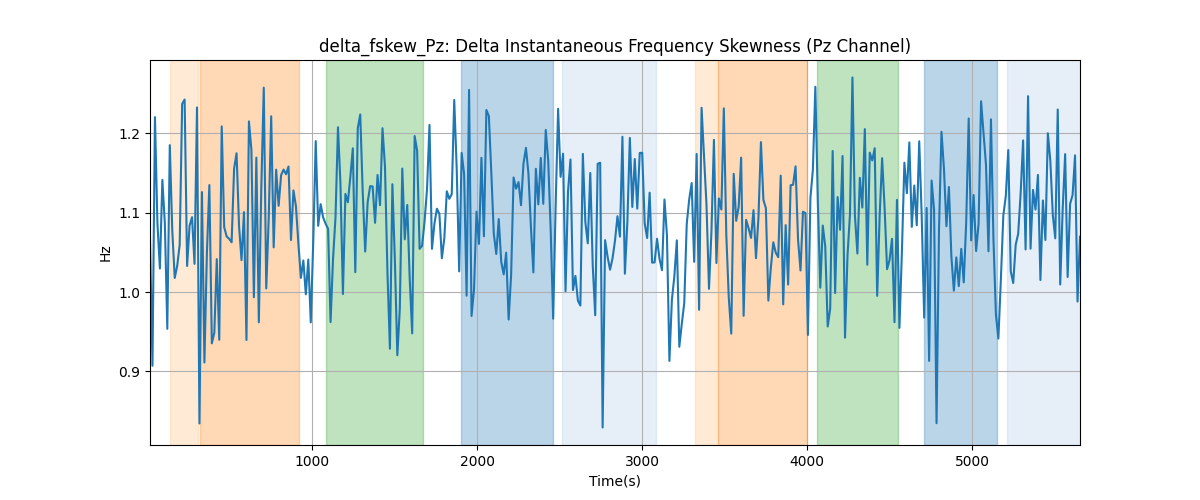 delta_fskew_Pz: Delta Instantaneous Frequency Skewness (Pz Channel)
Hz
1.2
1.1
1.0
0.9
1000 2000 3000 4000 5000
Time(s)